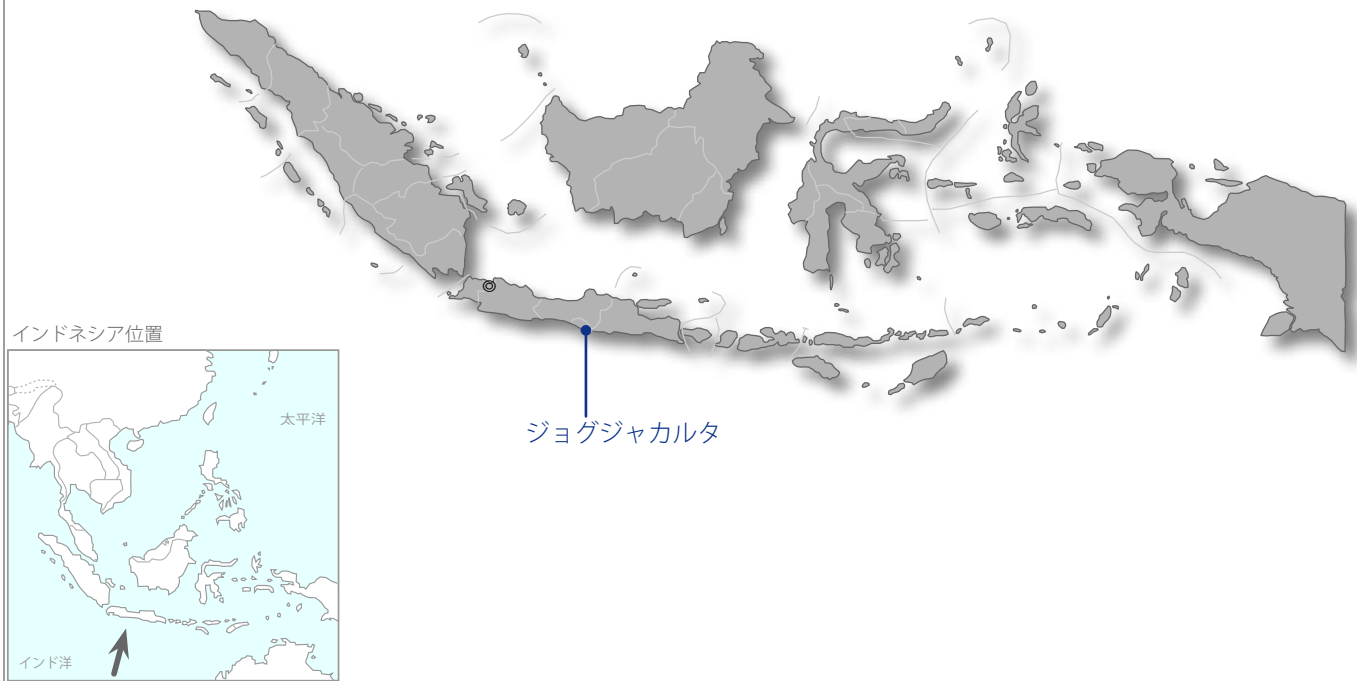 インドネシア位置
太平洋
ジョグジャカルタ
インド洋